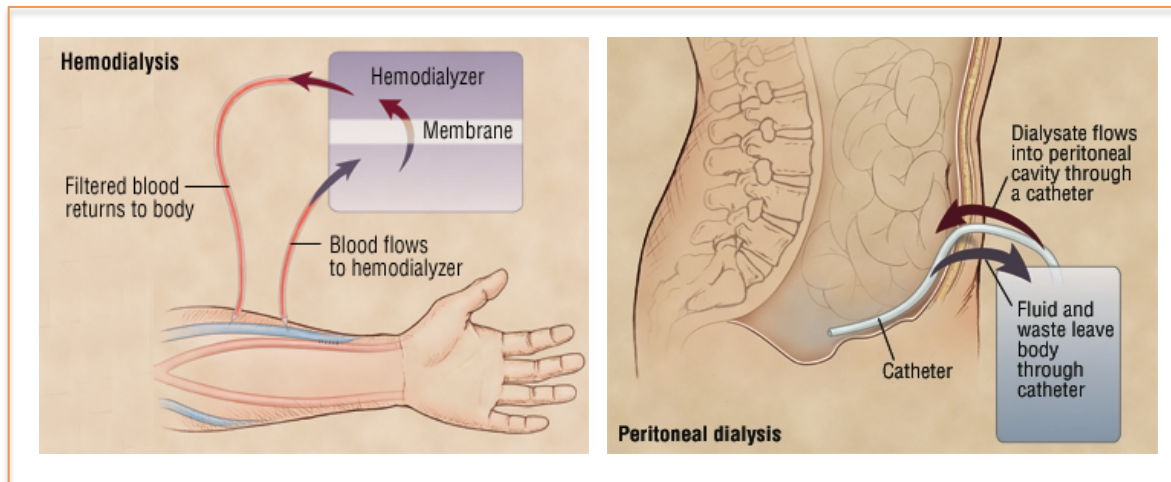 Hemodialysis
Hemodialyzer
Membrane
Filtered blood
returns to body
Blood flows
to hemodialyzer
Dialysate flows
into peritoneal
cavity through
a catheter
Fluid and
waste leave
body
through
catheter
Catheter
Peritoneal dialysis